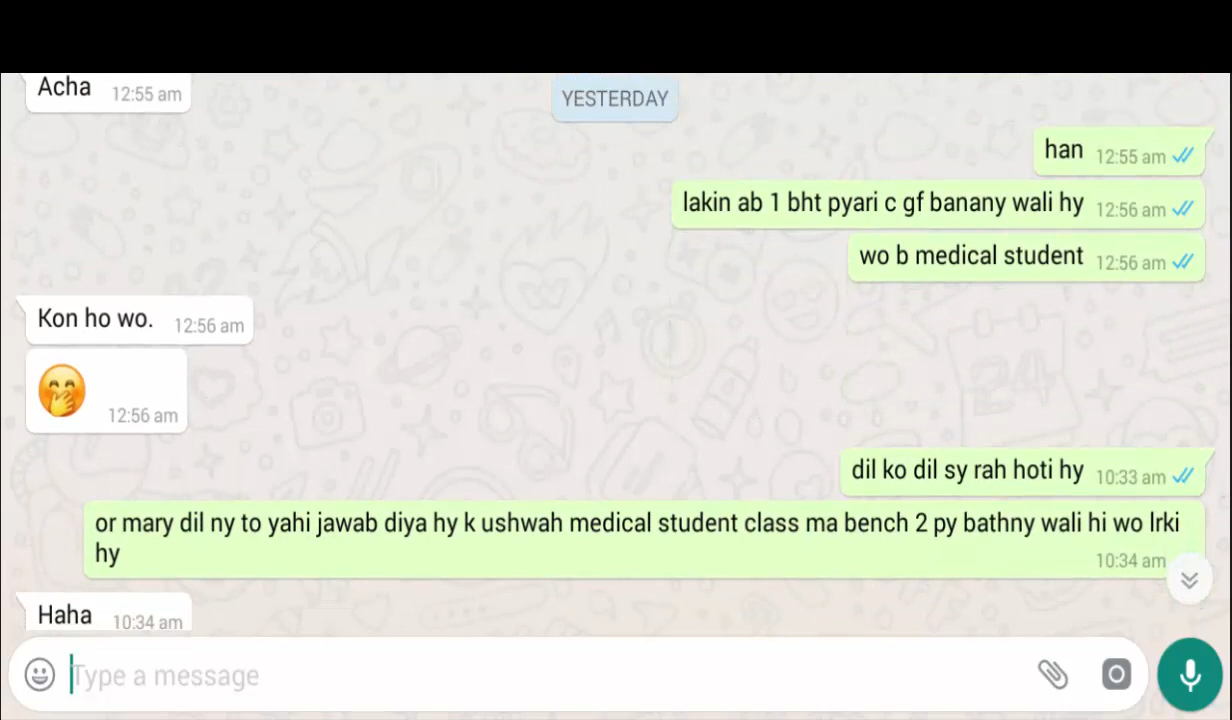 Acha 12:55 am
YESTERDAY
han 12:55 am
lakin ab 1 bht pyari c gf banany wali hy 12:56 am
wo b medical student 12:56 am
Kon ho wo. 12:56 am
12:56 am
dil ko dil sy rah hoti hy 10:33 am
or mary dil ny to yahi jawab diya hy k ushwah medical student class ma bench 2 py bathny wali hi wo lrki
hy 10:34 am
Haha 10:34 am
Type a message